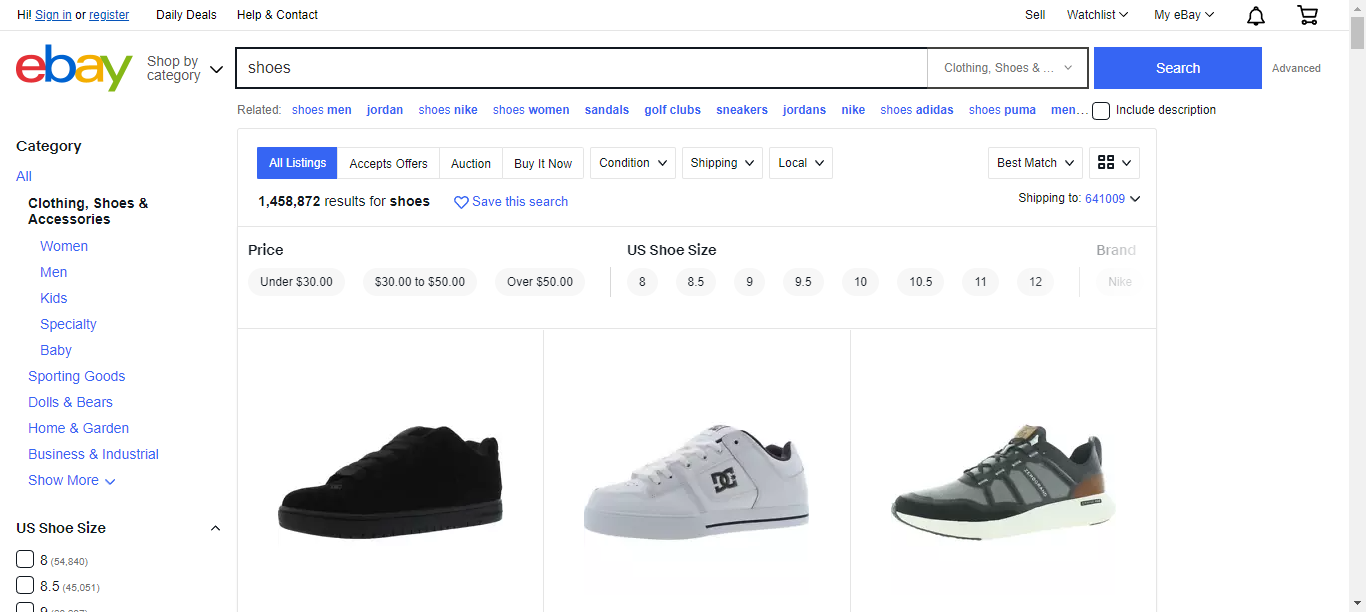 Hi! Sign in or register Daily Deals Help & Contact Sell Watchlist My eBay
ebay Shop by category shoes Clothing, Shoes & ... Search Advanced
Related: shoes men jordan shoes nike shoes women sandals golf clubs sneakers jordans nike shoes adidas shoes puma men... Include description
Category
All
Clothing, Shoes &
Accessories
Women
Men
Kids
Specialty
Baby
Sporting Goods
Dolls & Bears
Home & Garden
Business & Industrial
Show More
US Shoe Size
8 (54,840)
8.5 (45,051)
All Listings Accepts Offers Auction Buy It Now Condition Shipping Local Best Match
1,458,872 results for shoes Save this search Shipping to: 641009
Price US Shoe Size Brand
Under $30.00 $30.00 to $50.00 Over $50.00 8 8.5 9 9.5 10 10.5 11 12 Nike
DC